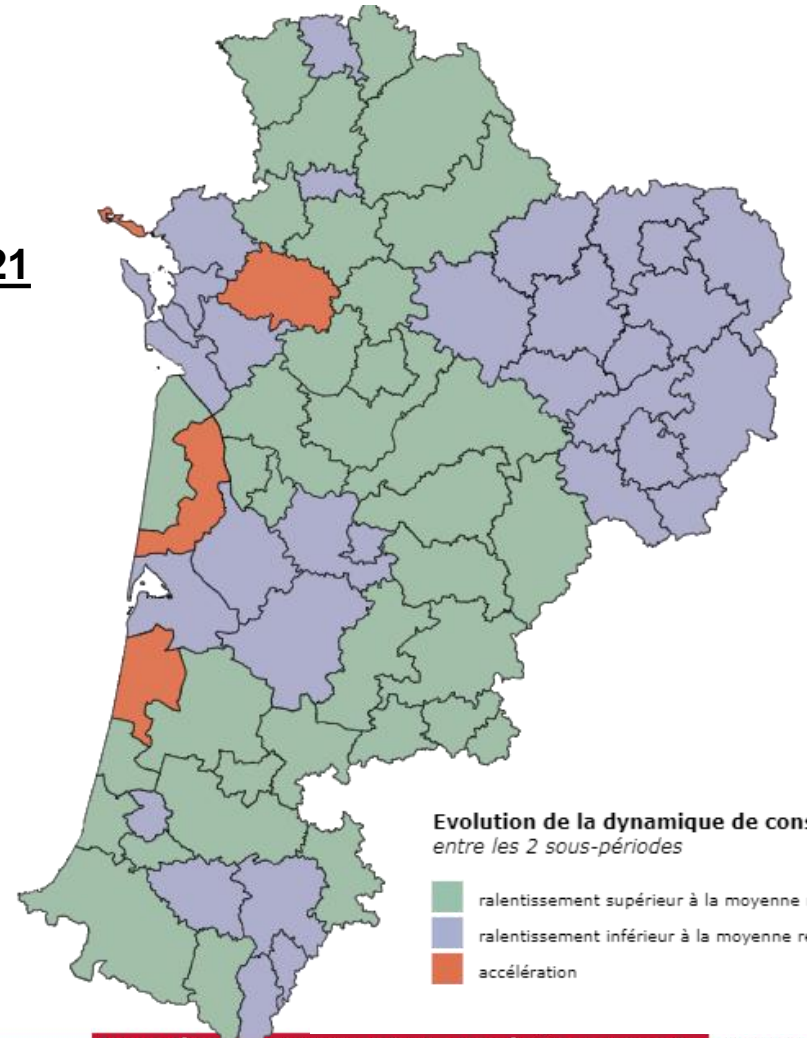 21
Evolution de la dynamique de cons
entre les 2 sous-périodes
ralentissement supérieur à la moyenne
ralentissement inférieur à la moyenne re
accélération